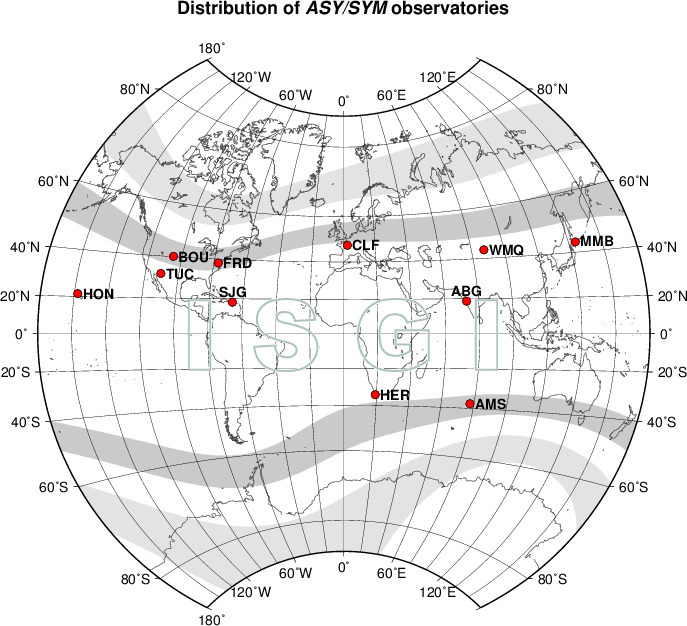 Distribution of ASY/SYM observatories
180°
120°W 120°E
80°N 60°W 0° 60°E 80°N
60°N 60°N
40°N BOU FRD CLF WMQ MMB 40°N
TUC
20°N HON SJG ABG 20°N
I S G I
0° 0°
20°S 20°S
HER AMS
40°S 40°S
60°S 60°S
80°S 60°W 0° 60°E 80°S
120°W 120°E
180°